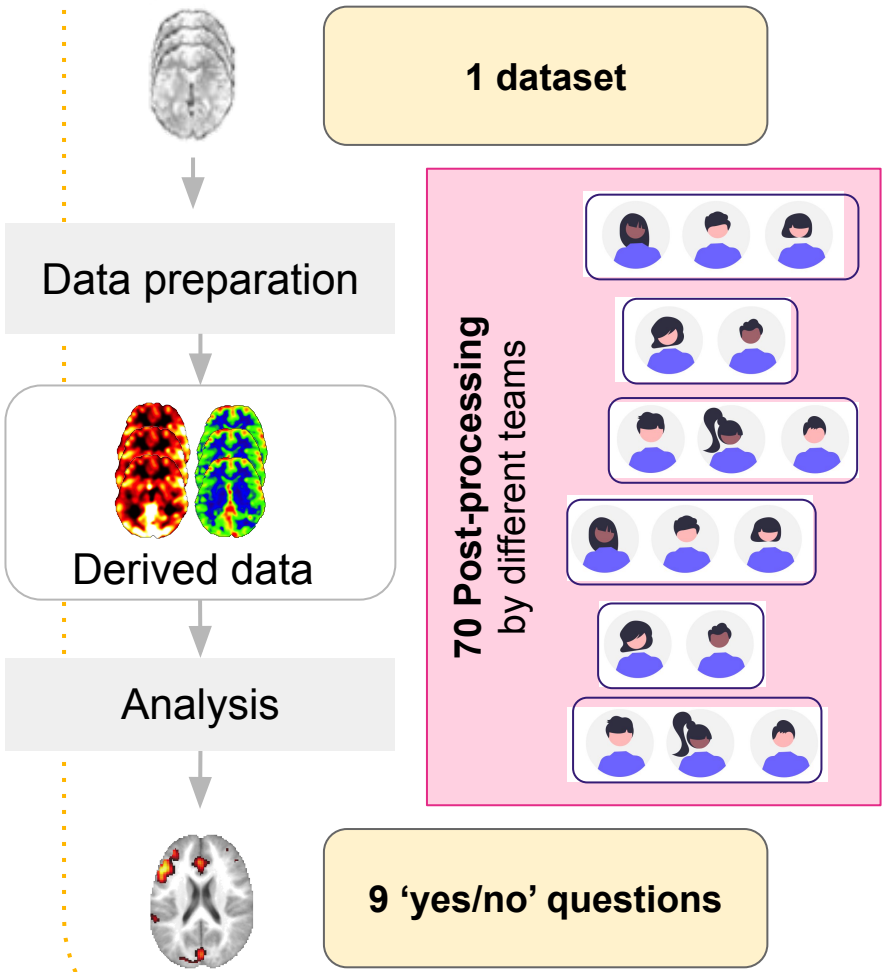 1 dataset
Data preparation
70 Post-processing
by different teams
Derived data
Analysis
9 ‘yes/no’ questions